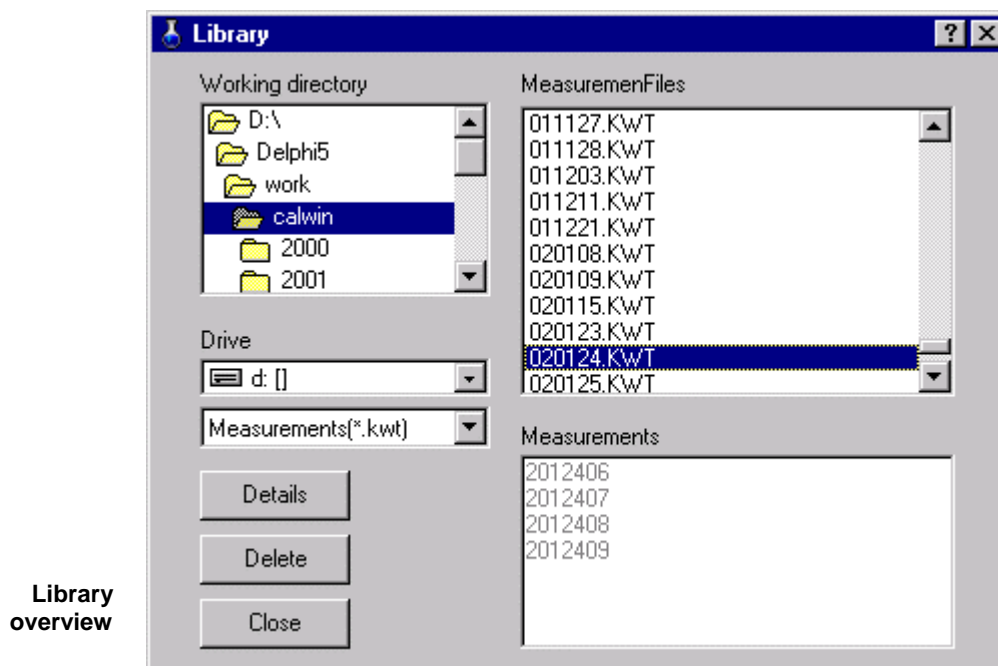 Library
Working directory
D:\
Delphi5
work
calwin
2000
2001
Drive
d: []
Measurements(*.kwt)
Details
Delete
Close
MeasuremenFiles
011127.KWT
011128.KWT
011203.KWT
011211.KWT
011221.KWT
020108.KWT
020109.KWT
020115.KWT
020123.KWT
020124.KWT
020125.KWT
Measurements
2012406
2012407
2012408
2012409
Library
overview